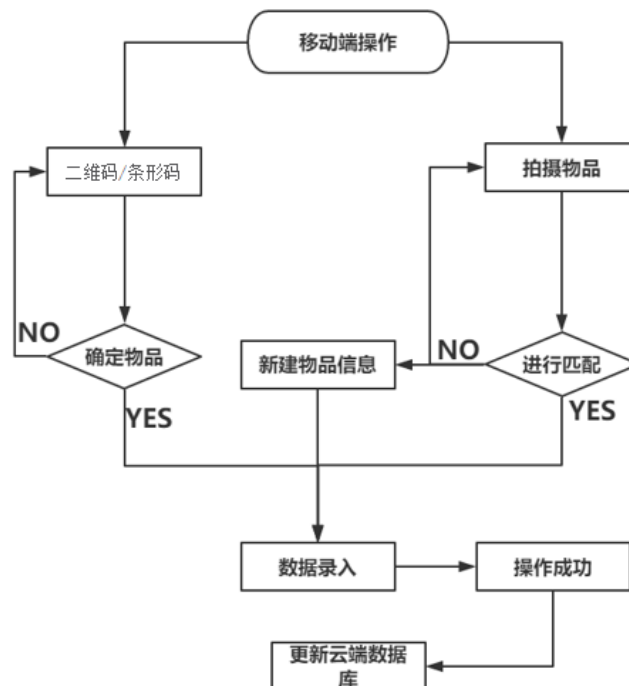 移动端操作
二维码/条形码
拍摄物品
NO
确定物品
新建物品信息
NO
进行匹配
YES
YES
数据录入
操作成功
更新云端数据
库